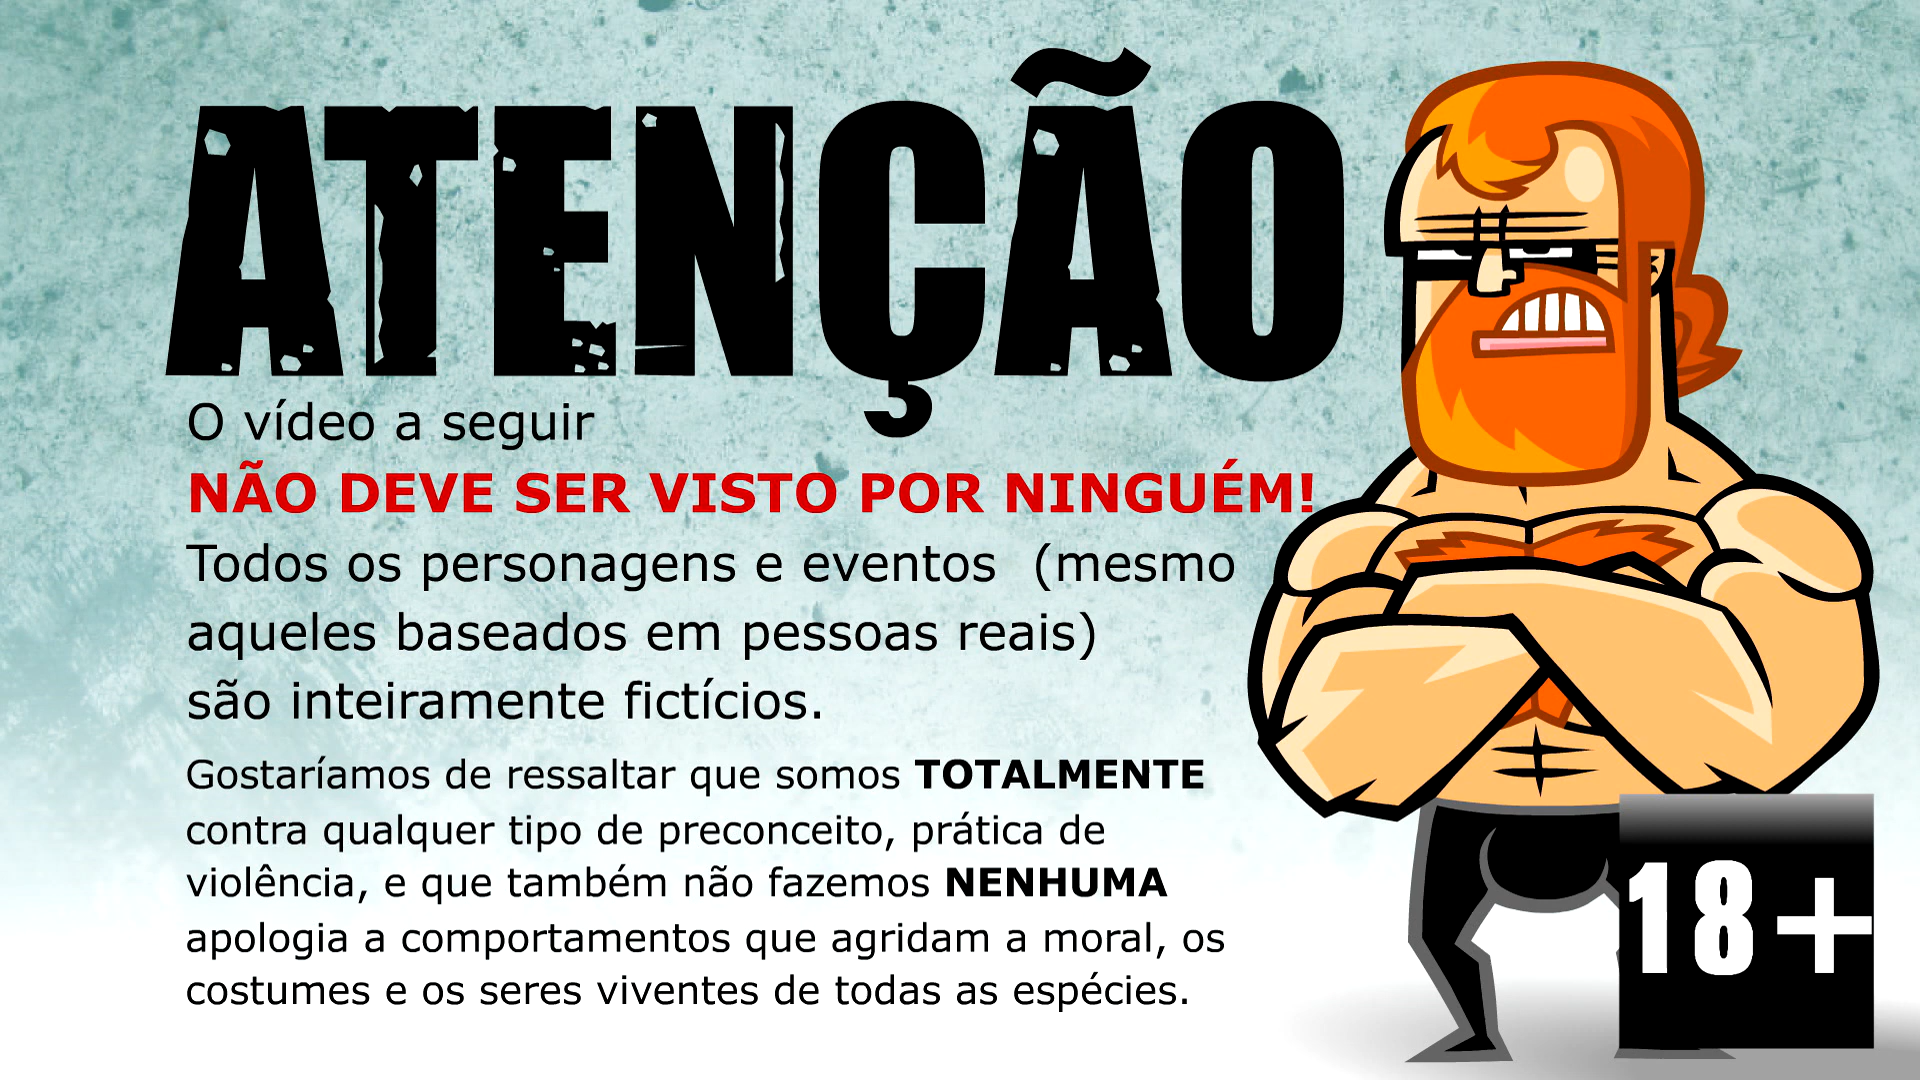 ATENÇÃO
O vídeo a seguir
NÃO DEVE SER VISTO POR NINGUÉM!
Todos os personagens e eventos (mesmo
aqueles baseados em pessoas reais)
são inteiramente fictícios.
Gostaríamos de ressaltar que somos TOTALMENTE
contra qualquer tipo de preconceito, prática de
violência, e que também não fazemos NENHUMA
apologia a comportamentos que agridam a moral, os
costumes e os seres viventes de todas as espécies.
18+